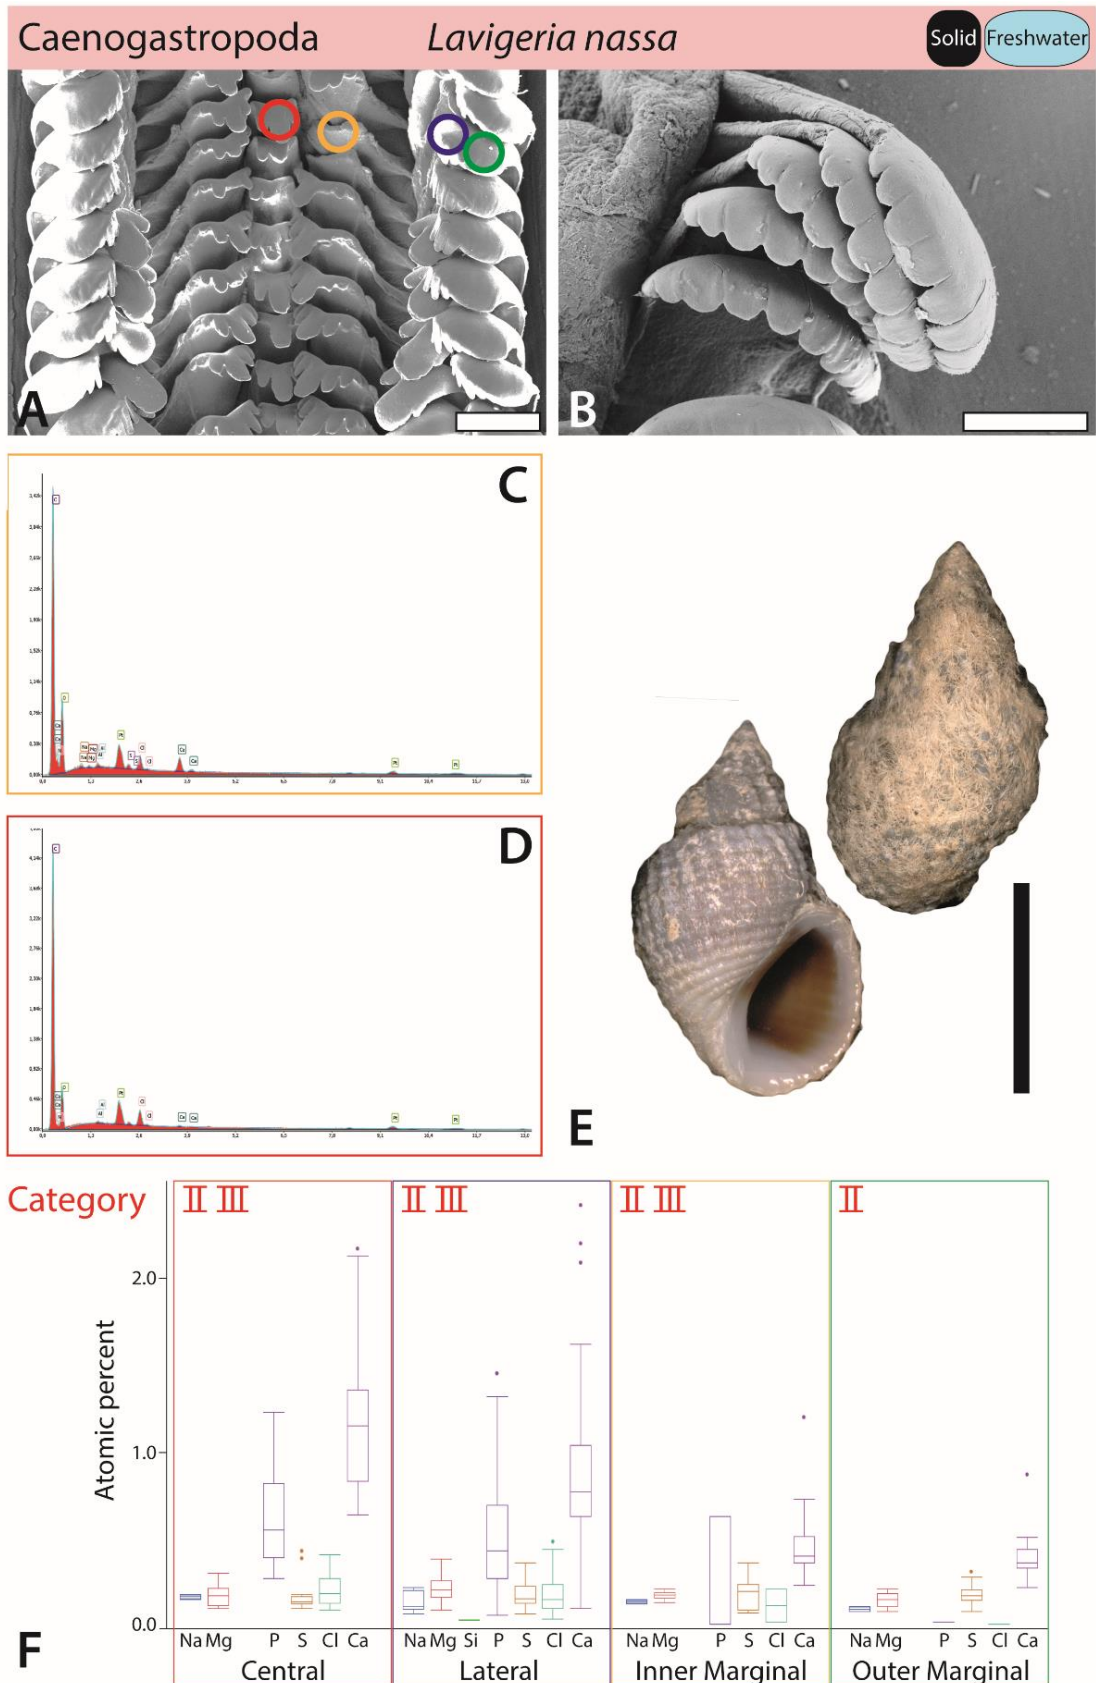 Caenogastropoda Lavigeria nassa Solid Freshwater
A
B
C
D
E
Category II III II III II III II
2.0
1.0
0.0
Atomic percent
Na Mg P S Cl Ca Na Mg Si P S Cl Ca Na Mg P S Cl Ca Na Mg P S Cl Ca
Central Lateral Inner Marginal Outer Marginal
F